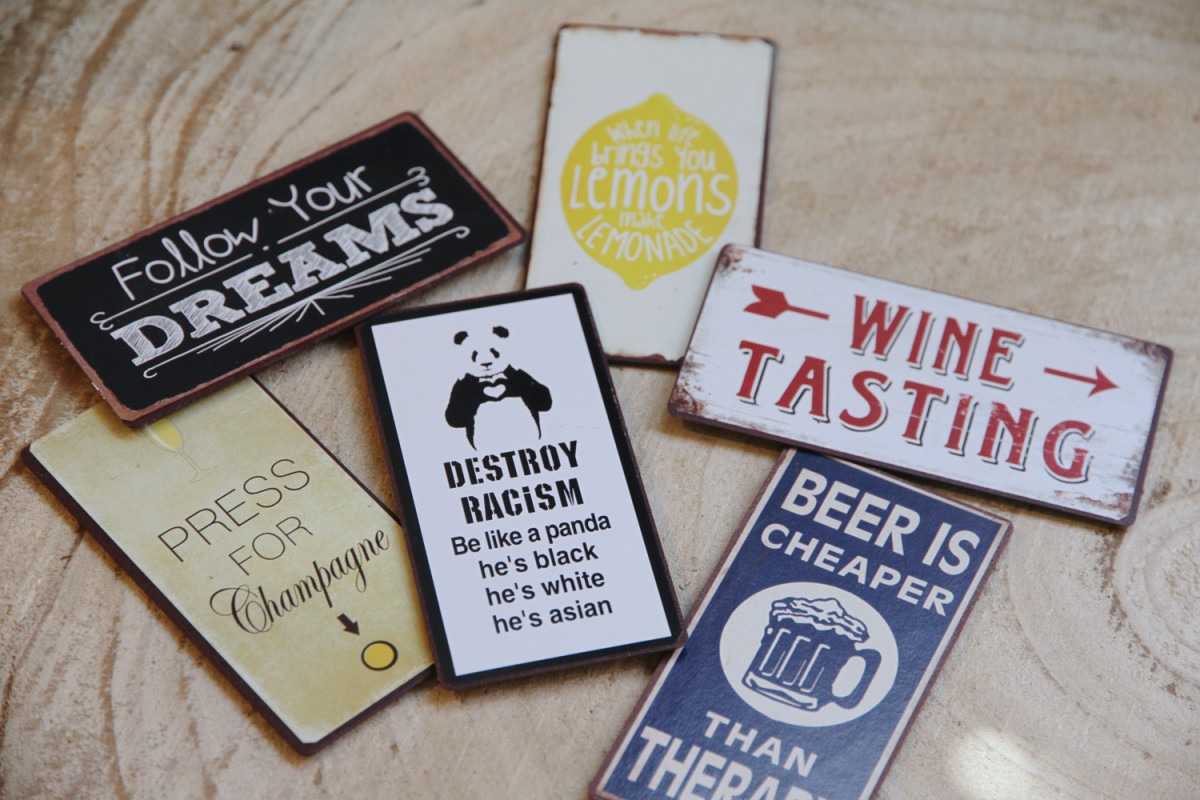 Follow Your
DREAMS
When life
brings you
Lemons
make
LEMONADE
WINE
TASTING
PRESS
FOR
Champagne
DESTROY
RACiSM
Be like a panda
he's black
he's white
he's asian
BEER IS
CHEAPER
THAN
THERAP